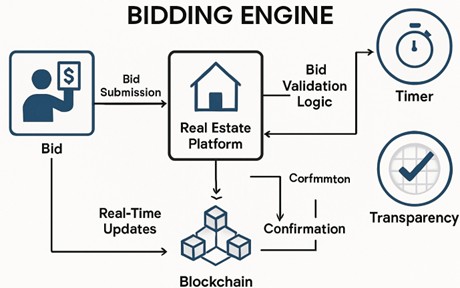 BIDDING ENGINE
$
Bid
Submission
Bid
Validation
Logic
Timer
Real Estate
Platform
Bid
Corfmmton
Real-Time
Updates
Confirmation
Transparency
Blockchain